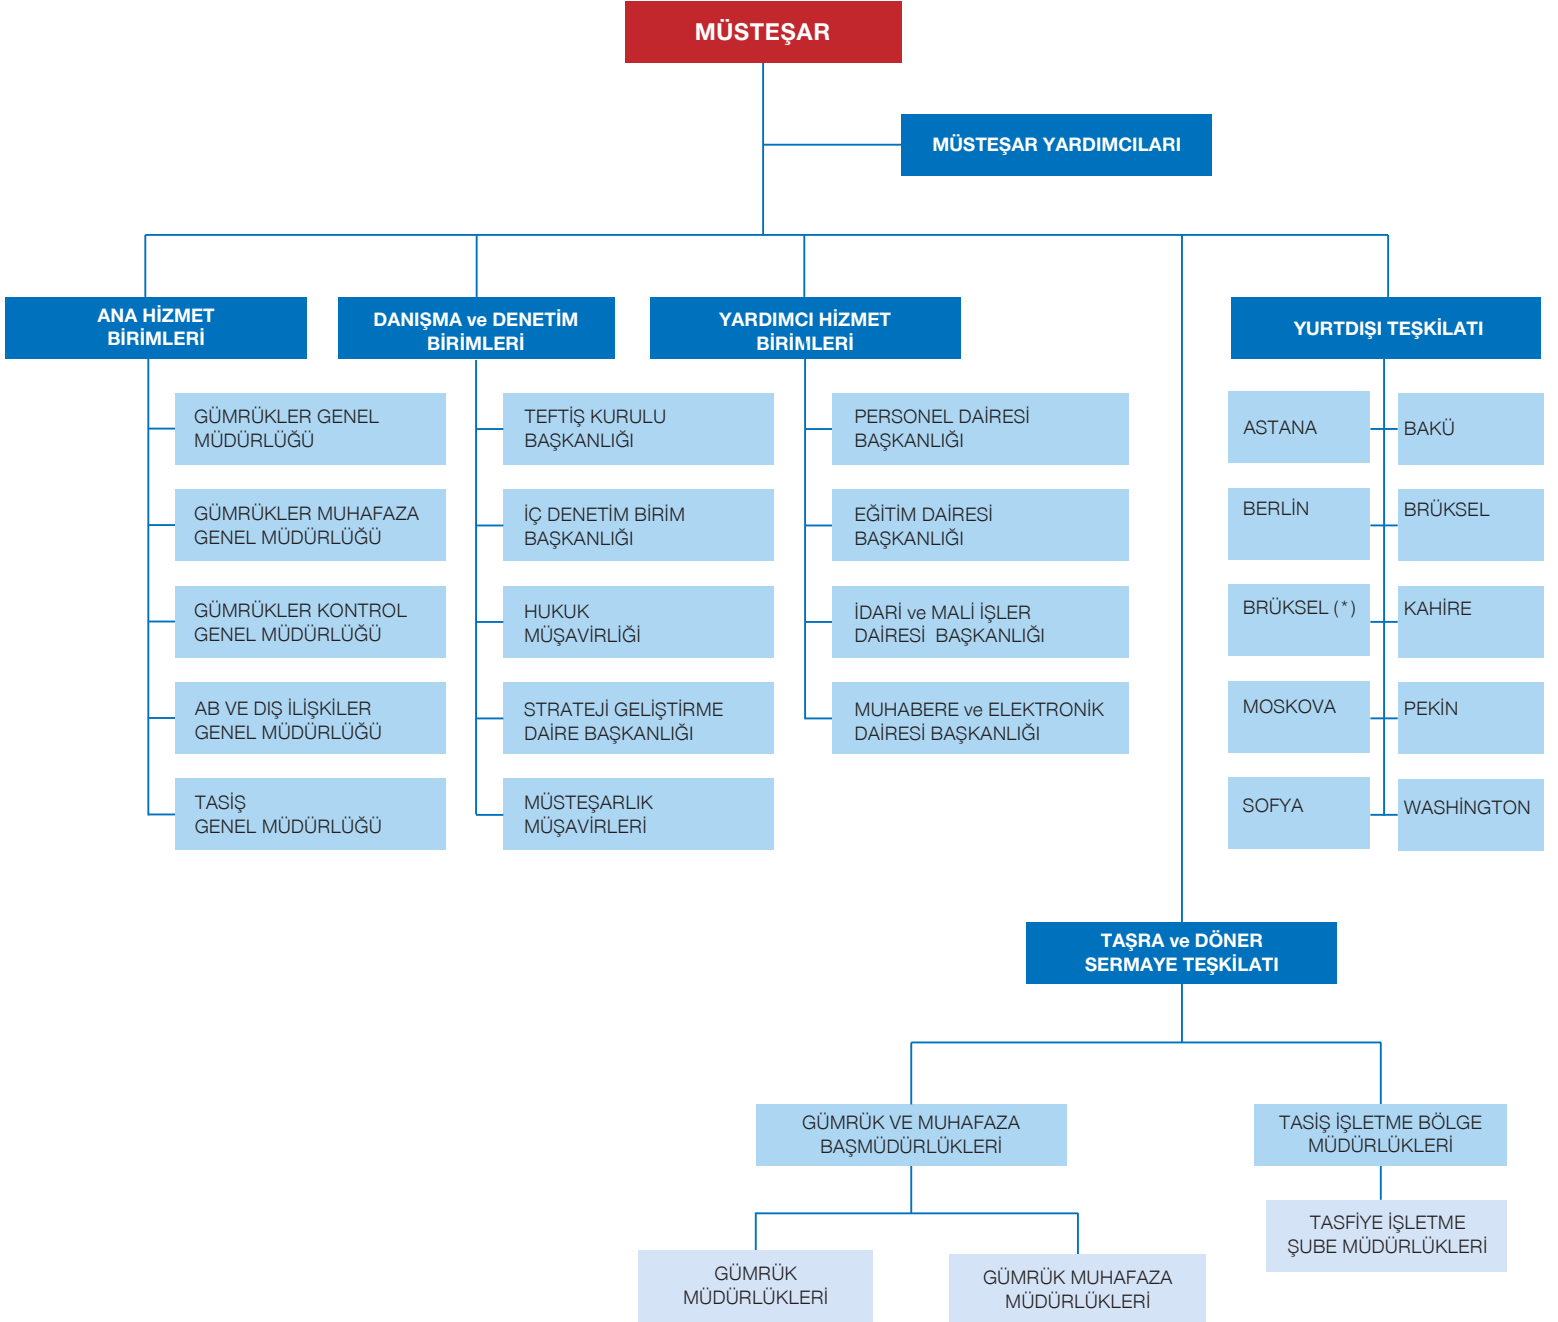 MÜSTEŞAR
MÜSTEŞAR YARDIMCILARI
ANA HİZMET
BİRİMLERİ
GÜMRÜKLER GENEL
MÜDÜRLÜĞÜ
GÜMRÜKLER MUHAFAZA
GENEL MÜDÜRLÜĞÜ
GÜMRÜKLER KONTROL
GENEL MÜDÜRLÜĞÜ
AB VE DIŞ İLİŞKİLER
GENEL MÜDÜRLÜĞÜ
TASİŞ
GENEL MÜDÜRLÜĞÜ
DANIŞMA ve DENETİM
BİRİMLERİ
TEFTİŞ KURULU
BAŞKANLIĞI
İÇ DENETİM BİRİM
BAŞKANLIĞI
HUKUK
MÜŞAVİRLİĞİ
STRATEJİ GELİŞTİRME
DAİRE BAŞKANLIĞI
MÜSTEŞARLIK
MÜŞAVİRLERİ
YARDIMCI HİZMET
BİRİMLERİ
PERSONEL DAİRESİ
BAŞKANLIĞI
EĞİTİM DAİRESİ
BAŞKANLIĞI
İDARİ ve MALİ İŞLER
DAİRESİ BAŞKANLIĞI
MUHABERE ve ELEKTRONİK
DAİRESİ BAŞKANLIĞI
YURTDIŞI TEŞKİLATI
ASTANA
BAKÜ
BERLİN
BRÜKSEL
BRÜKSEL (*)
KAHİRE
MOSKOVA
PEKİN
SOFYA
WASHİNGTON
TAŞRA ve DÖNER
SERMAYE TEŞKİLATI
GÜMRÜK VE MUHAFAZA
BAŞMÜDÜRLÜKLERİ
GÜMRÜK
MÜDÜRLÜKLERİ
GÜMRÜK MUHAFAZA
MÜDÜRLÜKLERİ
TASİŞ İŞLETME BÖLGE
MÜDÜRLÜKLERİ
TASFİYE İŞLETME
ŞUBE MÜDÜRLÜKLERİ